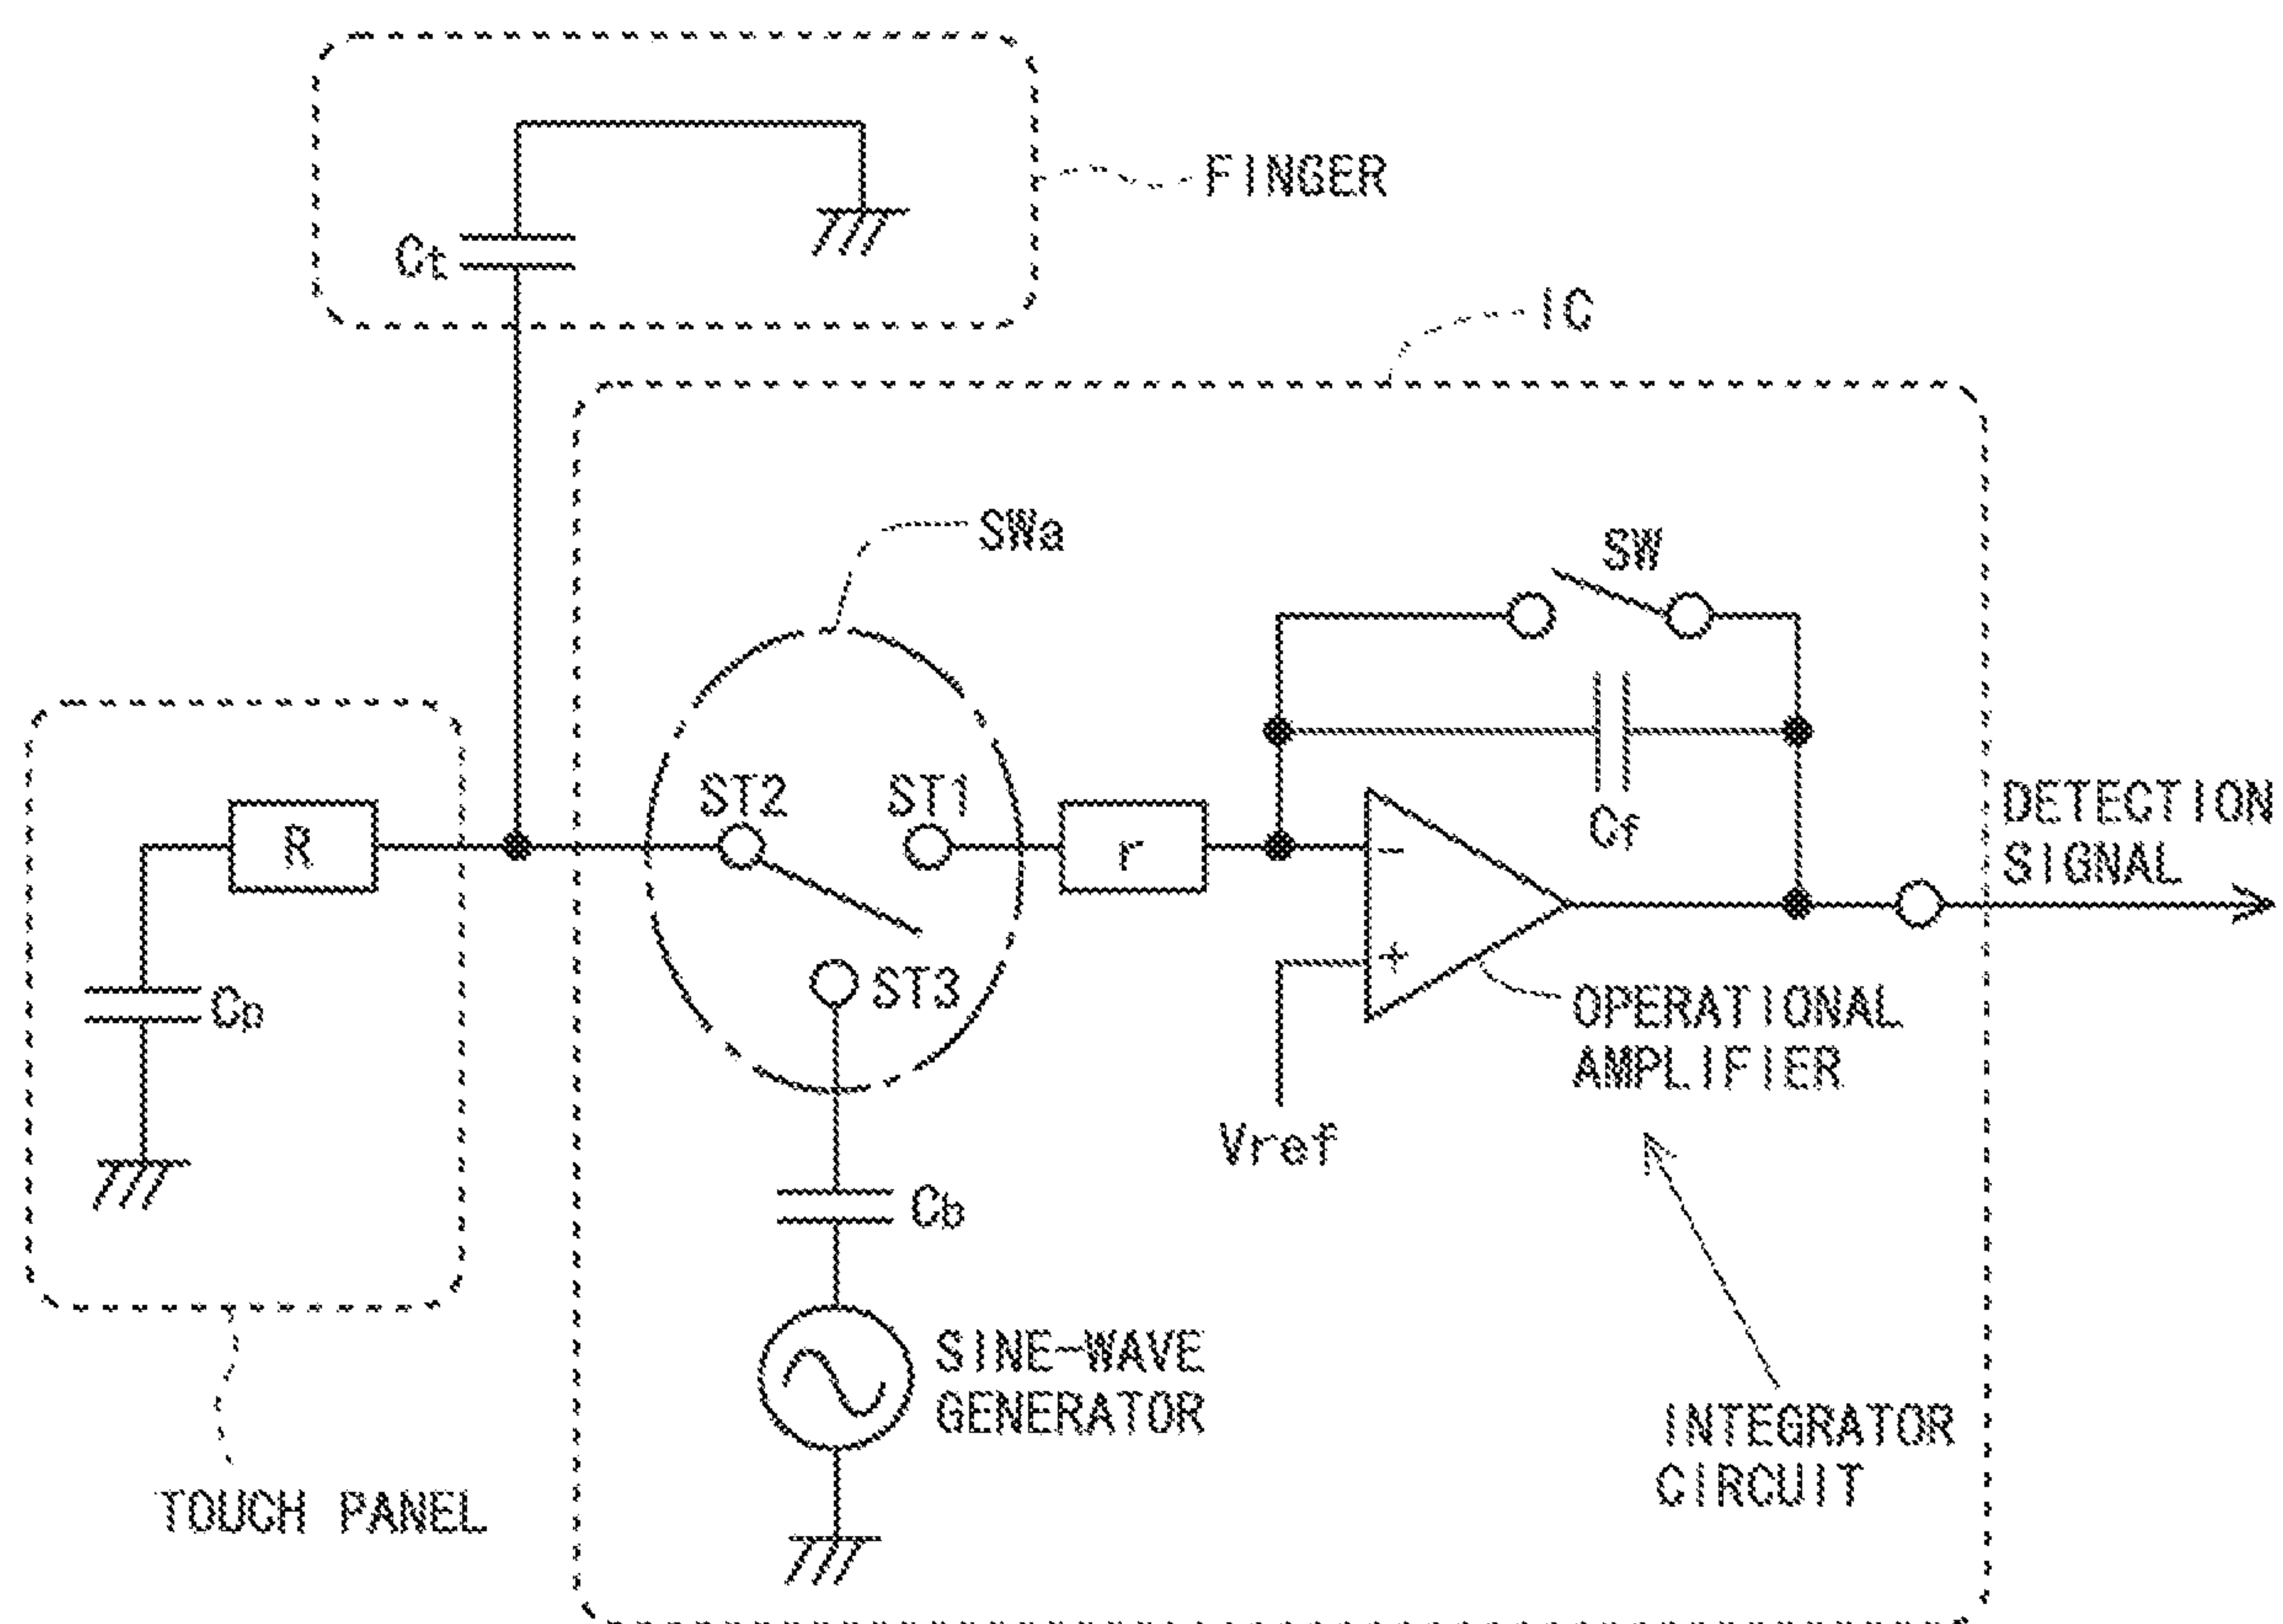 FINGER
Ct
IC
SWa
SW
ST2
ST1
R
r
Cf
DETECTION
SIGNAL
-
+
ST3
Cp
OPERATIONAL
AMPLIFIER
Vref
Cb
SINE-WAVE
GENERATOR
INTEGRATOR
CIRCUIT
TOUCH PANEL